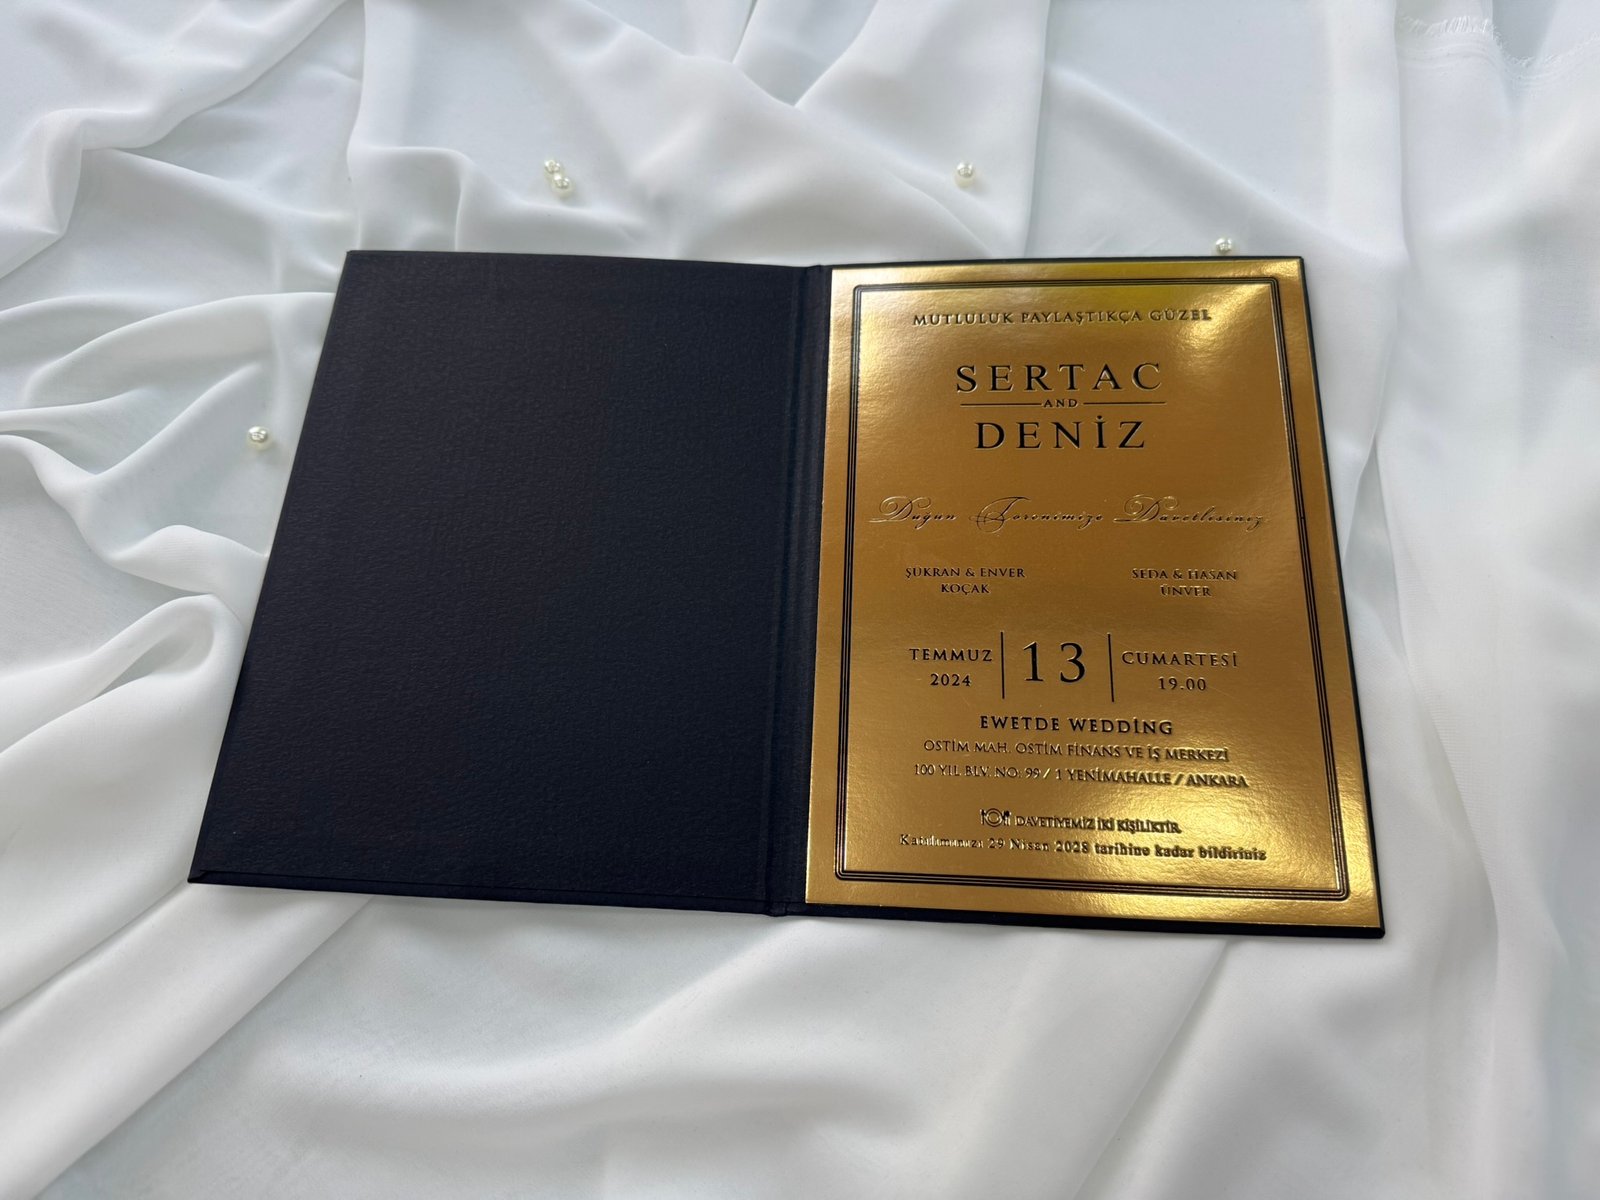 MUTLULUK PAYLAŞTIKÇA GÜZEL
SERTAC
AND
DENİZ
Düğün Törenimize Davetlisiniz
ŞÜKRAN & ENVER
KOÇAK
SEDA & HASAN
ÜNVER
TEMMUZ
2024
13
CUMARTESİ
19.00
EWETDE WEDDİNG
OSTİM MAH. OSTİM FİNANS VE İŞ MERKEZİ
100 YIL BLV. NO: 99 / 1 YENİMAHALLE / ANKARA
DAVETİYEMİZ İKİ KİŞİLİKTİR.
Katılımınızı 29 Nisan 2028 tarihine kadar bildiriniz